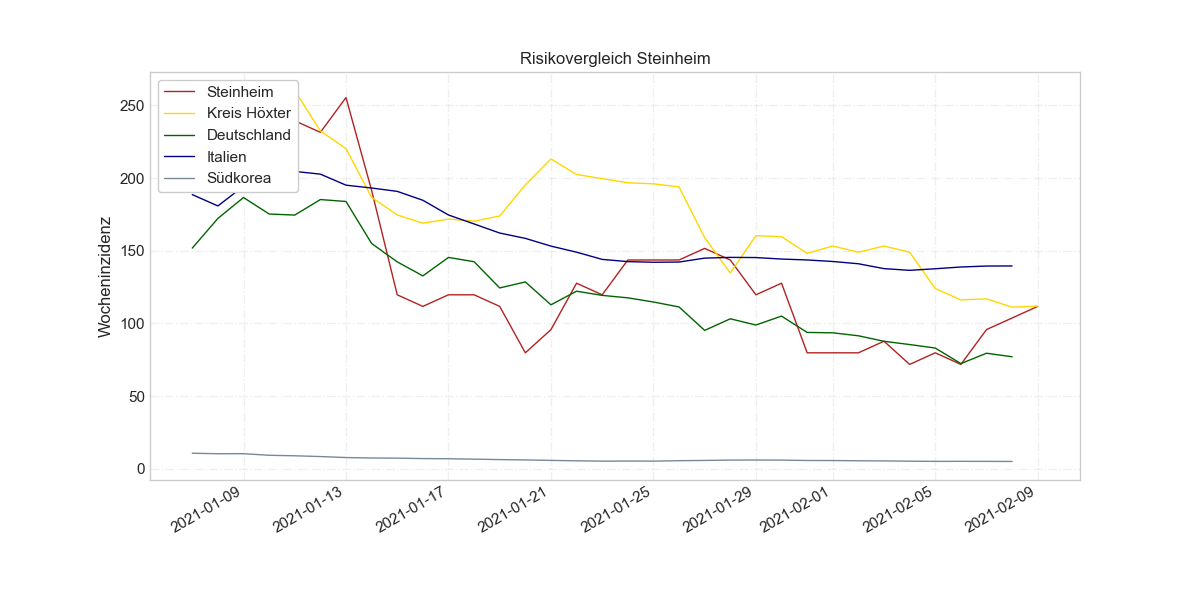 Risikovergleich Steinheim
Steinheim
Kreis Höxter
Deutschland
Italien
Südkorea
Wocheninzidenz
250
200
150
100
50
0
2021-01-09
2021-01-13
2021-01-17
2021-01-21
2021-01-25
2021-01-29
2021-02-01
2021-02-05
2021-02-09